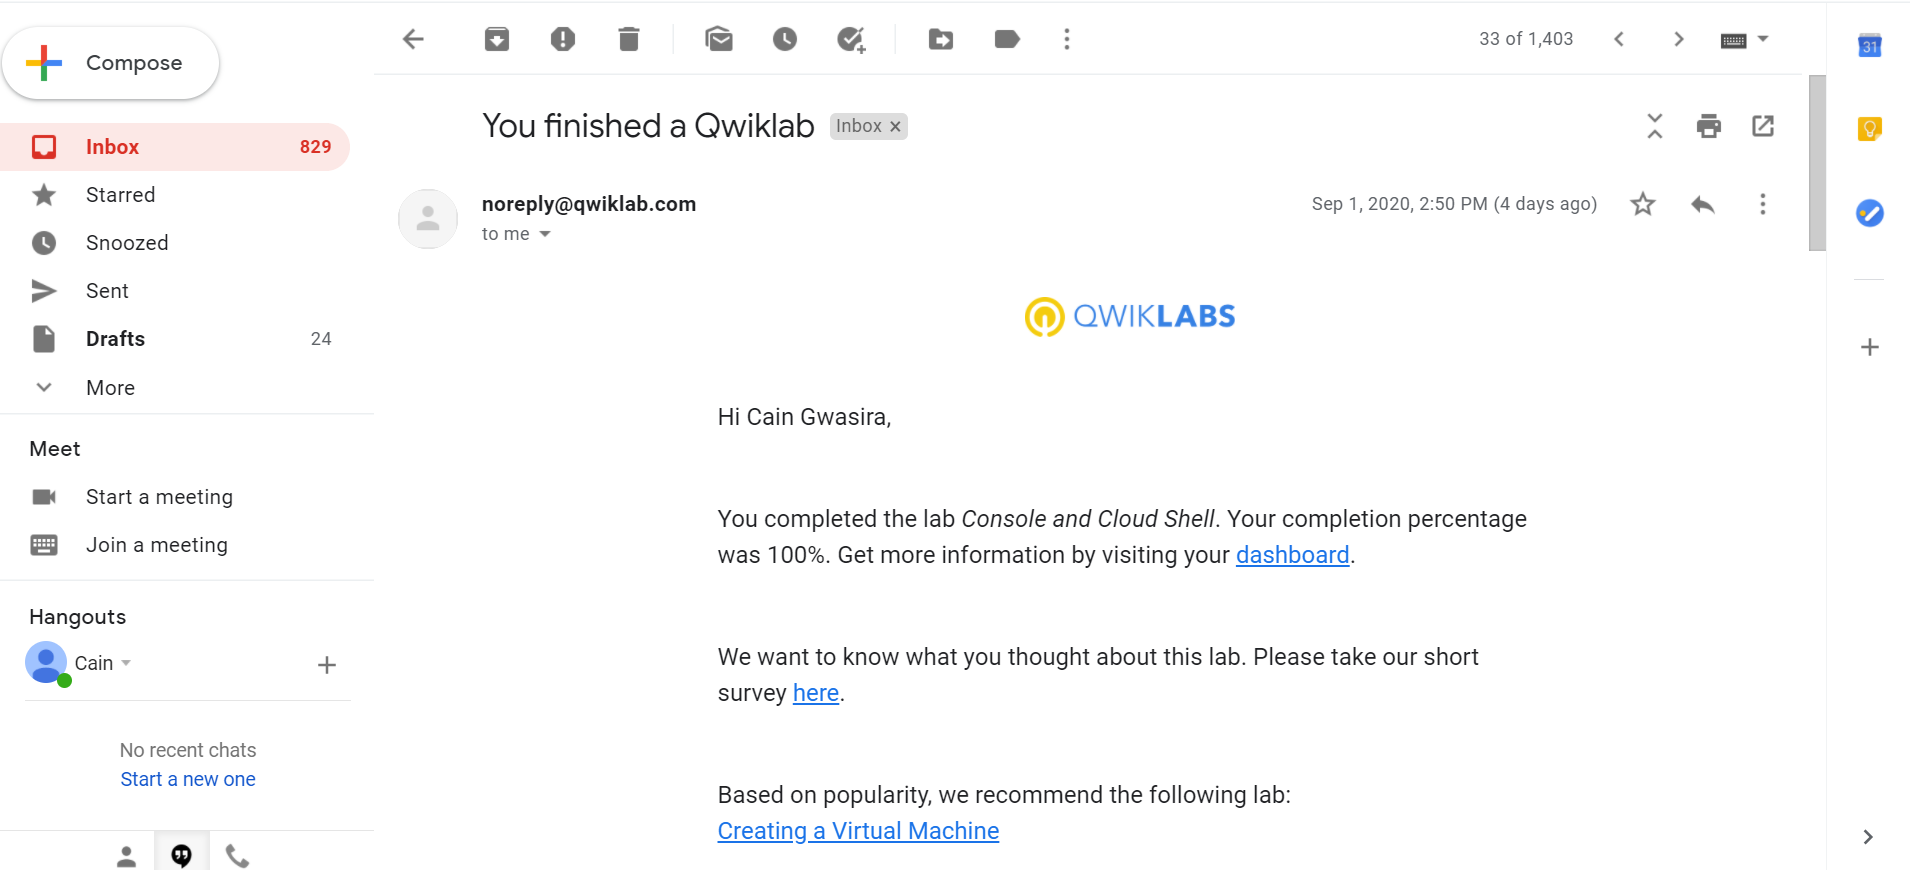 Compose
Inbox 829
Starred
Snoozed
Sent
Drafts 24
More
Meet
Start a meeting
Join a meeting
Hangouts
Cain
No recent chats
Start a new one
33 of 1,403
You finished a Qwiklab Inbox ×
noreply@qwiklab.com Sep 1, 2020, 2:50 PM (4 days ago)
to me
QWIKLABS
Hi Cain Gwasira,
You completed the lab Console and Cloud Shell. Your completion percentage
was 100%. Get more information by visiting your dashboard.
We want to know what you thought about this lab. Please take our short
survey here.
Based on popularity, we recommend the following lab:
Creating a Virtual Machine
31